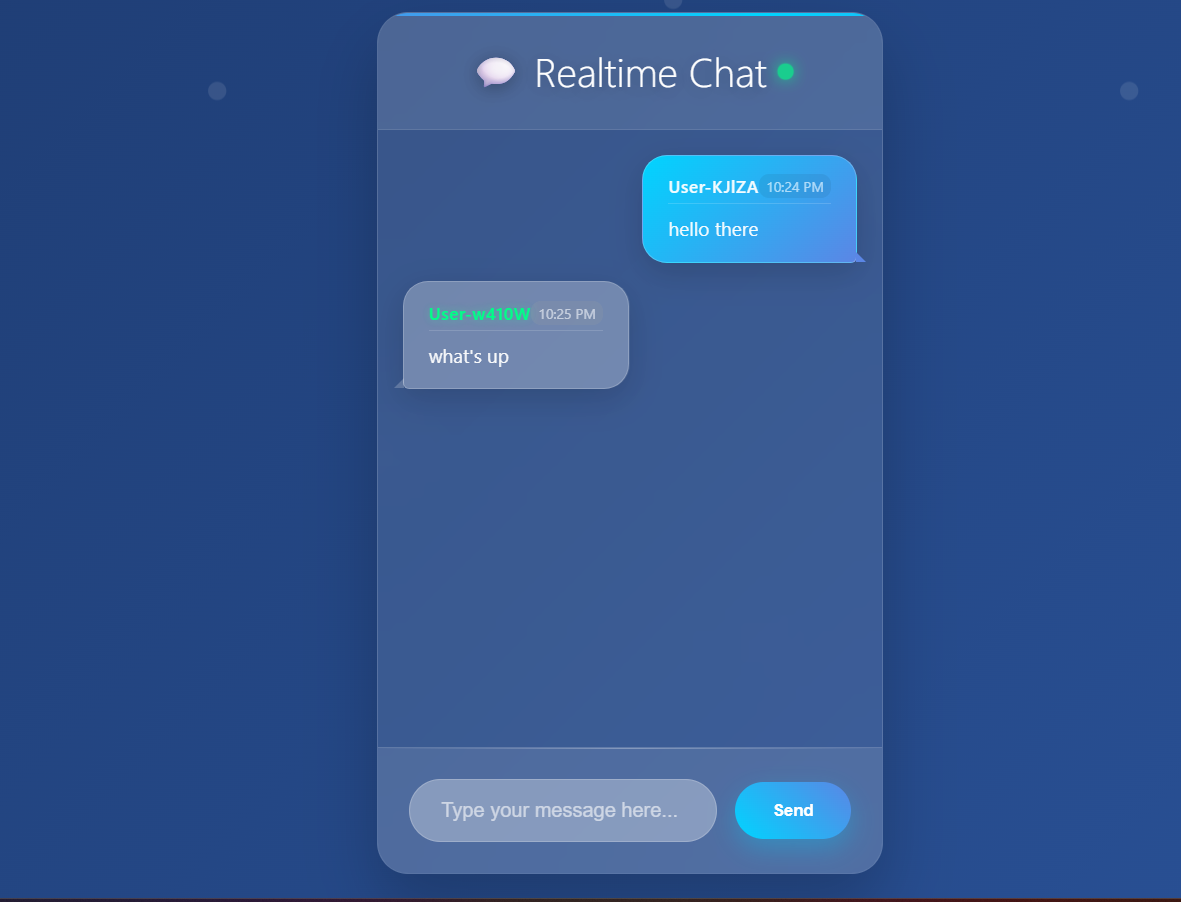 Realtime Chat
User-KJlZA 10:24 PM
hello there
User-w410W 10:25 PM
what's up
Type your message here...
Send